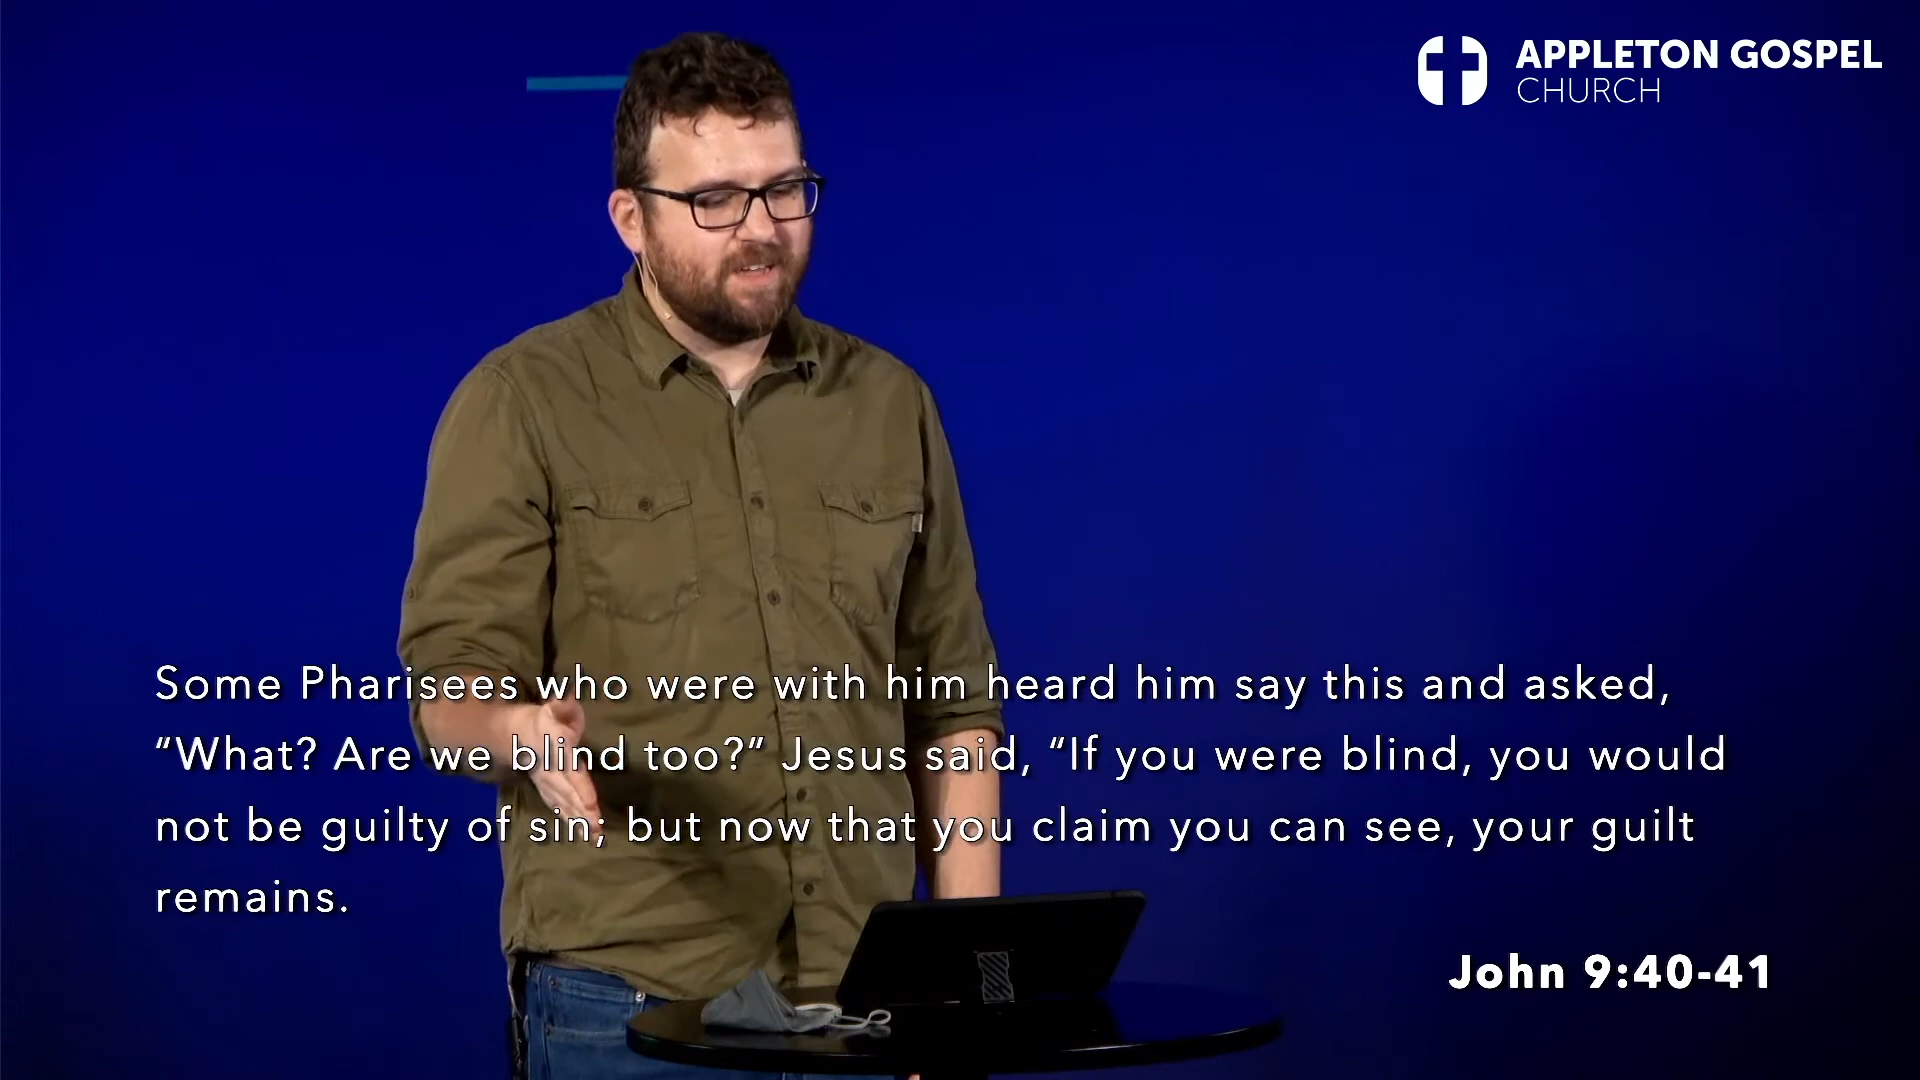 APPLETON GOSPEL
CHURCH
Some Pharisees who were with him heard him say this and asked,
“What? Are we blind too?” Jesus said, “If you were blind, you would
not be guilty of sin; but now that you claim you can see, your guilt
remains.
John 9:40-41